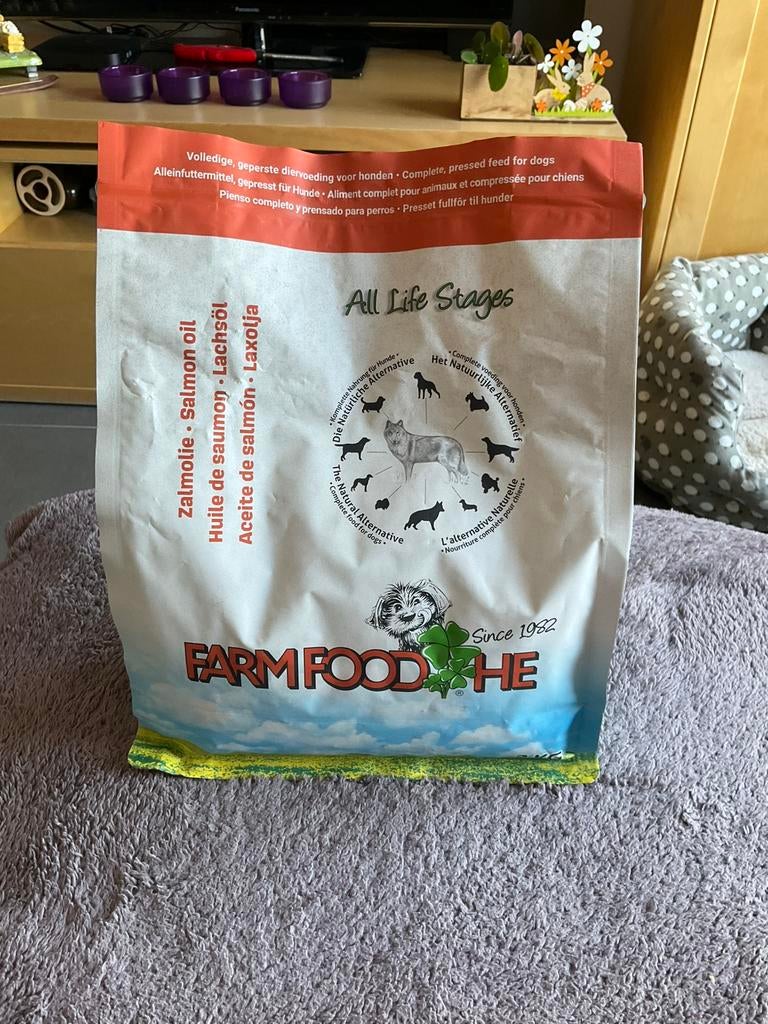 Panasonic
Volledige, geperste diervoeding voor honden • Complete, pressed feed for dogs
Alleinfuttermittel, gepresst für Hunde • Aliment complet pour animaux et compressée pour chiens
Pienso completo y prensado para perros • Presset fullfôr til hunder
All Life Stages
Zalmolie • Salmon oil
Huile de saumon • Lachsöl
Aceite de salmón • Laxolja
• Komplette Nahrung für Hunde •
Die Natürliche Alternative
• Complete voeding voor honden •
Het Natuurlijke Alternatief
The Natural Alternative
• Complete food for dogs •
L'alternative Naturelle
• Nourriture complète pour chiens •
Since 1982
FARM FOOD HE
®